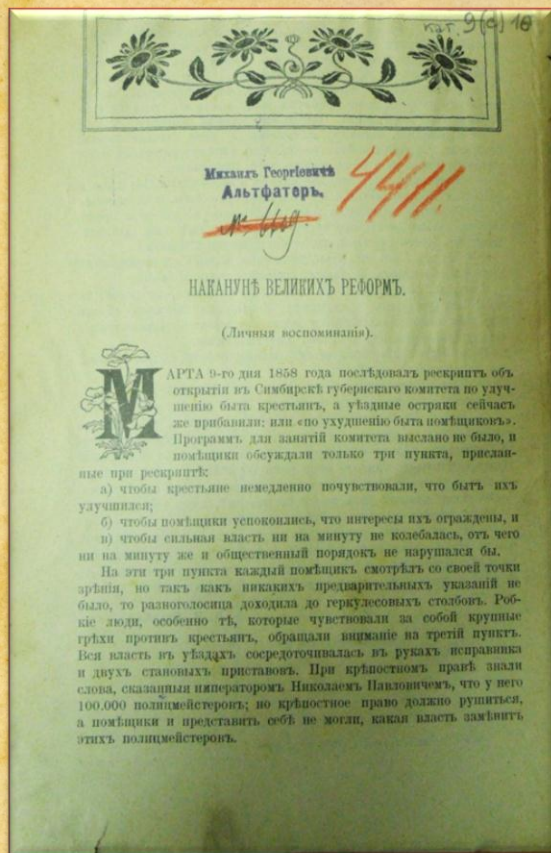 кат. 9(с)16
Михаилъ Георгіевичъ
Альтфатеръ.
4411.
№ 6609.
НАКАНУНѢ ВЕЛИКИХЪ РЕФОРМЪ.
(Личныя воспоминанія).
МАРТА 9-го дня 1858 года послѣдовалъ рескриптъ объ
открытіи въ Симбирскѣ губернскаго комитета по улуч-
шенію быта крестьянъ, а уѣздные остряки сейчасъ
же прибавили: или «по ухудшенію быта помѣщиковъ».
Программъ для занятій комитета выслано не было, и
помѣщики обсуждали только три пункта, прислан-
ные при рескриптѣ:
а) чтобы крестьяне немедленно почувствовали, что бытъ ихъ
улучшился;
б) чтобы помѣщики успокоились, что интересы ихъ ограждены, и
в) чтобы сильная власть ни на минуту не колебалась, отъ чего
ни на минуту же и общественный порядокъ не нарушался бы.
На эти три пункта каждый помѣщикъ смотрѣлъ со своей точки
зрѣнія, но такъ какъ никакихъ предварительныхъ указаній не
было, то разноголосица доходила до геркулесовыхъ столбовъ. Роб-
кіе люди, особенно тѣ, которые чувствовали за собой крупные
грѣхи противъ крестьянъ, обращали вниманіе на третій пунктъ.
Вся власть въ уѣздахъ сосредоточивалась въ рукахъ исправника
и двухъ становыхъ приставовъ. При крѣпостномъ правѣ знали
слова, сказанныя императоромъ Николаемъ Павловичемъ, что у него
100.000 полицмейстеровъ; но крѣпостное право должно рушиться,
а помѣщики и представить себѣ не могли, какая власть замѣнитъ
этихъ полицмейстеровъ.